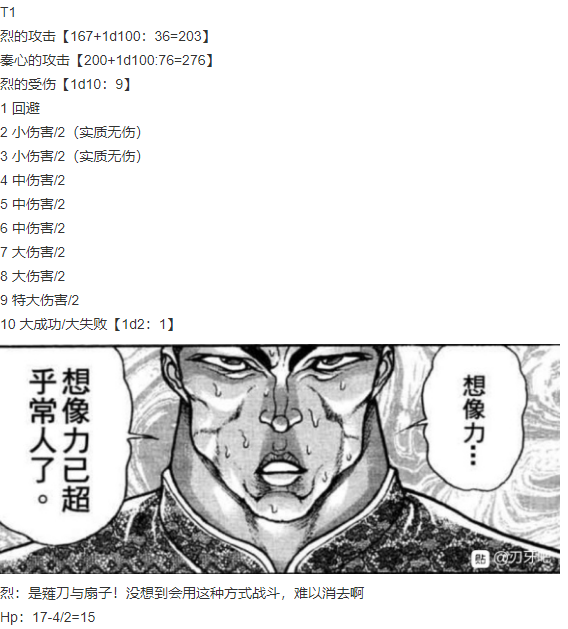 T1
烈的攻击【167+1d100：36=203】
秦心的攻击【200+1d100:76=276】
烈的受伤【1d10：9】
1 回避
2 小伤害/2（实质无伤）
3 小伤害/2（实质无伤）
4 中伤害/2
5 中伤害/2
6 中伤害/2
7 大伤害/2
8 大伤害/2
9 特大伤害/2
10 大成功/大失败【1d2：1】
想像力…
想像力已超
乎常人了。
贴 @刃牙吧
烈：是薙刀与扇子！没想到会用这种方式战斗，难以消去啊
Hp：17-4/2=15